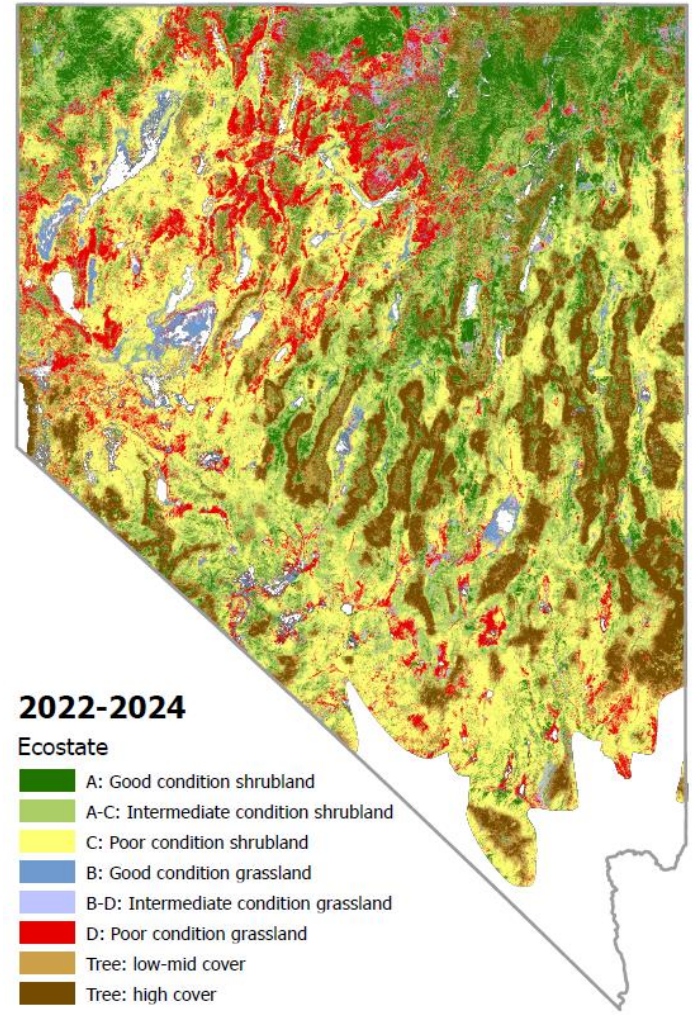 2022-2024
Ecostate
A: Good condition shrubland
A-C: Intermediate condition shrubland
C: Poor condition shrubland
B: Good condition grassland
B-D: Intermediate condition grassland
D: Poor condition grassland
Tree: low-mid cover
Tree: high cover